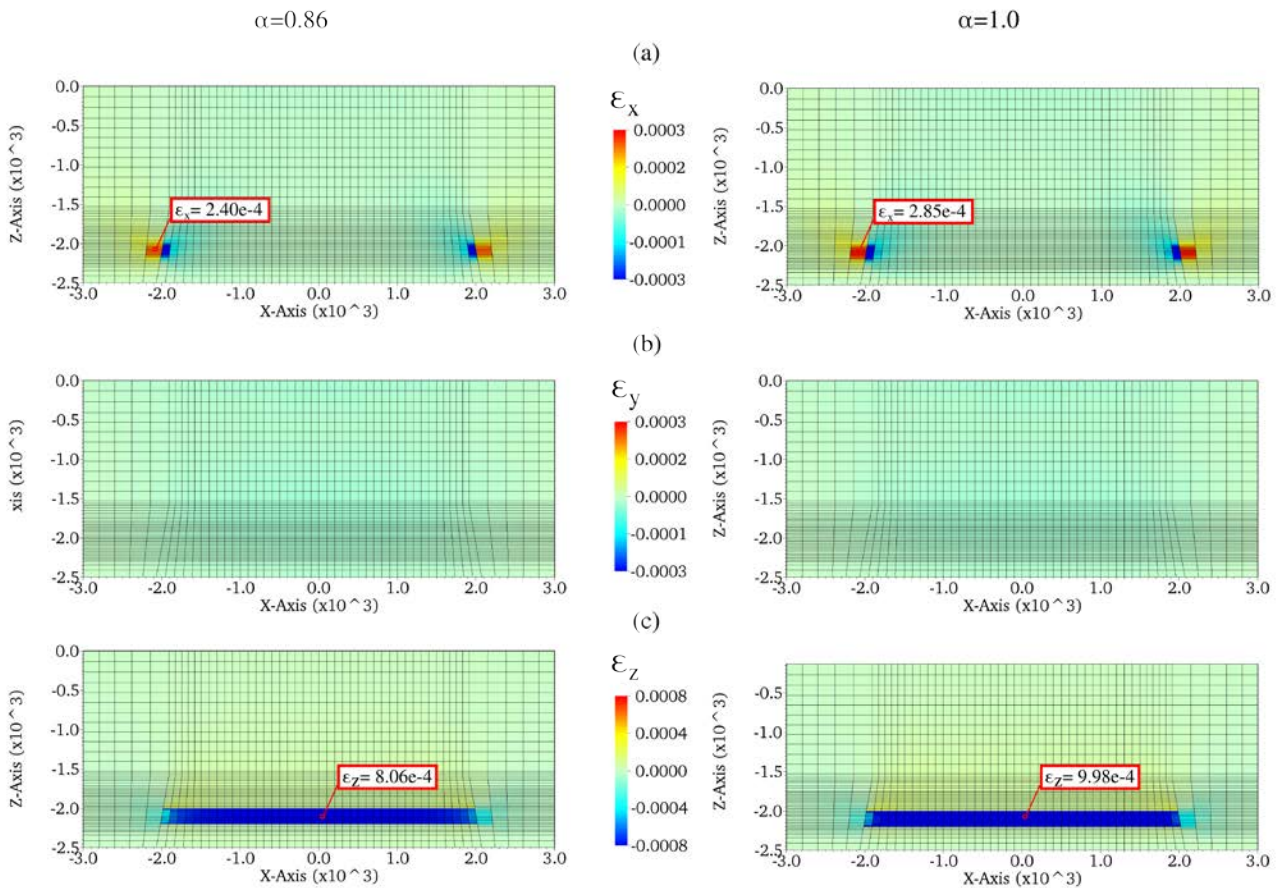 α=0.86
α=1.0
(a)
εx
0.0
-0.5
-1.0
-1.5
-2.0
-2.5
Z-Axis (x10^3)
εx= 2.40e-4
-3.0 -2.0 -1.0 0.0 1.0 2.0 3.0
X-Axis (x10^3)
0.0003
0.0002
0.0000
-0.0001
-0.0003
0.0
-0.5
-1.0
-1.5
-2.0
-2.5
Z-Axis (x10^3)
εx= 2.85e-4
-3.0 -2.0 -1.0 0.0 1.0 2.0 3.0
X-Axis (x10^3)
(b)
εy
0.0
-0.5
-1.0
-1.5
-2.0
-2.5
xis (x10^3)
-3.0 -2.0 -1.0 0.0 1.0 2.0 3.0
X-Axis (x10^3)
0.0003
0.0002
0.0000
-0.0001
-0.0003
0.0
-0.5
-1.0
-1.5
-2.0
-2.5
Z-Axis (x10^3)
-3.0 -2.0 -1.0 0.0 1.0 2.0 3.0
X-Axis (x10^3)
(c)
εz
0.0
-0.5
-1.0
-1.5
-2.0
-2.5
Z-Axis (x10^3)
εZ= 8.06e-4
-3.0 -2.0 -1.0 0.0 1.0 2.0 3.0
X-Axis (x10^3)
0.0008
0.0004
0.0000
-0.0004
-0.0008
-0.5
-1.0
-1.5
-2.0
-2.5
Z-Axis (x10^3)
εZ= 9.98e-4
-3.0 -2.0 -1.0 0.0 1.0 2.0 3.0
X-Axis (x10^3)